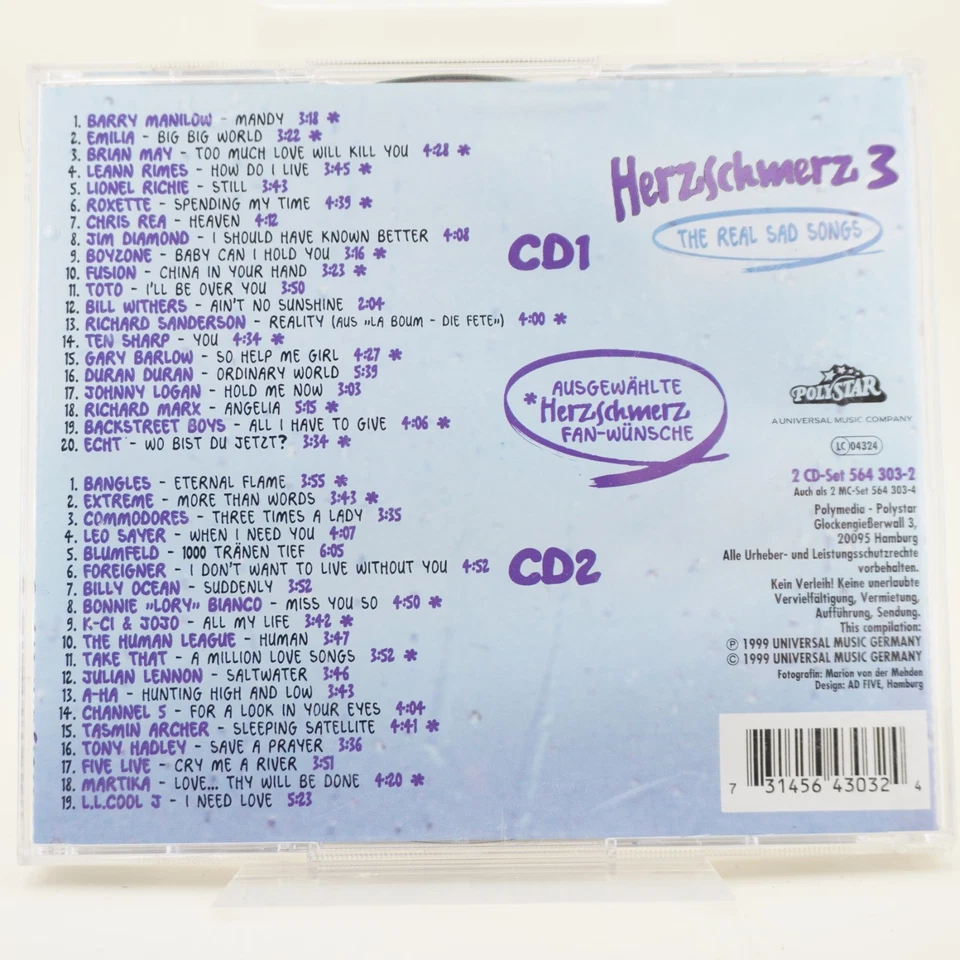 1. BARRY MANILOW - MANDY 3:18 *
2. EMILIA - BIG BIG WORLD 3:22 *
3. BRIAN MAY - TOO MUCH LOVE WILL KILL YOU 4:28 *
4. LEANN RIMES - HOW DO I LIVE 3:45 *
5. LIONEL RICHIE - STILL 3:43
6. ROXETTE - SPENDING MY TIME 4:39 *
7. CHRIS REA - HEAVEN 4:12
8. JIM DIAMOND - I SHOULD HAVE KNOWN BETTER 4:08
9. BOYZONE - BABY CAN I HOLD YOU 3:16 *
10. FUSION - CHINA IN YOUR HAND 3:23 *
11. TOTO - I'LL BE OVER YOU 3:50
12. BILL WITHERS - AIN'T NO SUNSHINE 2:04
13. RICHARD SANDERSON - REALITY (AUS »LA BOUM - DIE FETE«) 4:00 *
14. TEN SHARP - YOU 4:34 *
15. GARY BARLOW - SO HELP ME GIRL 4:27 *
16. DURAN DURAN - ORDINARY WORLD 5:39
17. JOHNNY LOGAN - HOLD ME NOW 3:03
18. RICHARD MARX - ANGELIA 5:15 *
19. BACKSTREET BOYS - ALL I HAVE TO GIVE 4:06 *
20. ECHT - WO BIST DU JETZT? 3:34 *
CD1
1. BANGLES - ETERNAL FLAME 3:55 *
2. EXTREME - MORE THAN WORDS 3:43 *
3. COMMODORES - THREE TIMES A LADY 3:35
4. LEO SAYER - WHEN I NEED YOU 4:07
5. BLUMFELD - 1000 TRÄNEN TIEF 6:05
6. FOREIGNER - I DON'T WANT TO LIVE WITHOUT YOU 4:52
7. BILLY OCEAN - SUDDENLY 3:52
8. BONNIE »LORY« BIANCO - MISS YOU SO 4:50 *
9. K-CI & JOJO - ALL MY LIFE 3:42 *
10. THE HUMAN LEAGUE - HUMAN 3:47
11. TAKE THAT - A MILLION LOVE SONGS 3:52 *
12. JULIAN LENNON - SALTWATER 3:46
13. A-HA - HUNTING HIGH AND LOW 3:43
14. CHANNEL 5 - FOR A LOOK IN YOUR EYES 4:04
15. TASMIN ARCHER - SLEEPING SATELLITE 4:41 *
16. TONY HADLEY - SAVE A PRAYER 3:36
17. FIVE LIVE - CRY ME A RIVER 3:51
18. MARTIKA - LOVE... THY WILL BE DONE 4:20 *
19. L.L.COOL J - I NEED LOVE 5:23
CD2
Herzschmerz 3
THE REAL SAD SONGS
AUSGEWÄHLTE
*Herzschmerz
FAN-WÜNSCHE
POLYSTAR
A UNIVERSAL MUSIC COMPANY
LC 04324
2 CD-Set 564 303-2
Auch als 2 MC-Set 564 303-4
Polymedia - Polystar
Glockengießerwall 3,
20095 Hamburg
Alle Urheber- und Leistungsschutzrechte
vorbehalten.
Kein Verleih! Keine unerlaubte
Vervielfältigung, Vermietung,
Aufführung, Sendung.
This compilation:
℗ 1999 UNIVERSAL MUSIC GERMANY
© 1999 UNIVERSAL MUSIC GERMANY
Fotografin: Marion von der Mehden
Design: AD FIVE, Hamburg
7 31456 43032 4